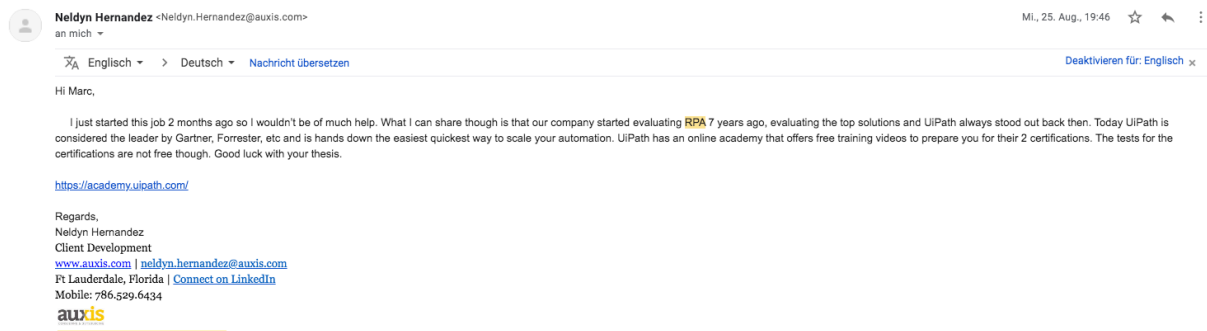 Neldyn Hernandez <Neldyn.Hernandez@auxis.com>
Mi., 25. Aug., 19:46
an mich
Englisch > Deutsch Nachricht übersetzen
Deaktivieren für: Englisch x
Hi Marc,
I just started this job 2 months ago so I wouldn't be of much help. What I can share though is that our company started evaluating RPA 7 years ago, evaluating the top solutions and UiPath always stood out back then. Today UiPath is
considered the leader by Gartner, Forrester, etc and is hands down the easiest quickest way to scale your automation. UiPath has an online academy that offers free training videos to prepare you for their 2 certifications. The tests for the
certifications are not free though. Good luck with your thesis.
https://academy.uipath.com/
Regards,
Neldyn Hernandez
Client Development
www.auxis.com | neldyn.hernandez@auxis.com
Ft Lauderdale, Florida | Connect on LinkedIn
Mobile: 786.529.6434
auxis